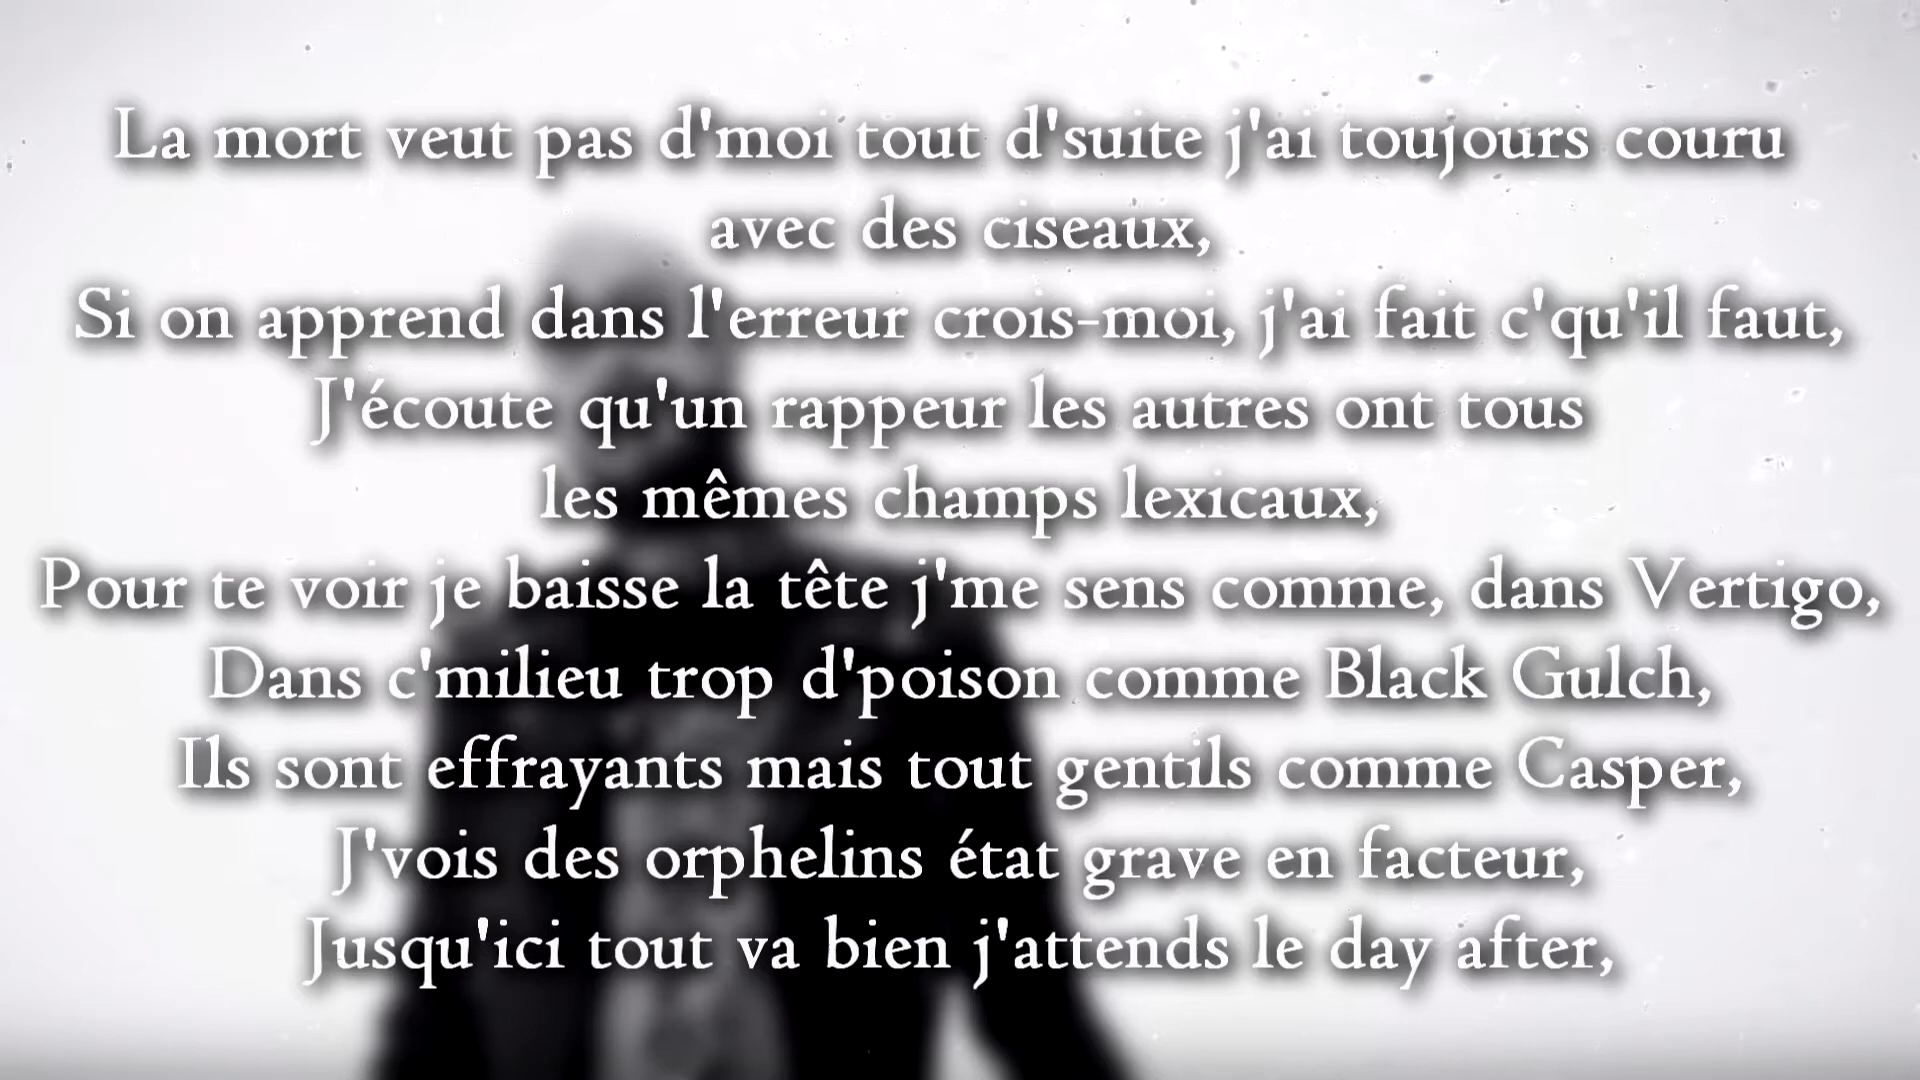 La mort veut pas d'moi tout d'suite j'ai toujours couru
avec des ciseaux,
Si on apprend dans l'erreur crois-moi, j'ai fait c'qu'il faut,
J'écoute qu'un rappeur les autres ont tous
les mêmes champs lexicaux,
Pour te voir je baisse la tête j'me sens comme, dans Vertigo,
Dans c'milieu trop d'poison comme Black Gulch,
Ils sont effrayants mais tout gentils comme Casper,
J'vois des orphelins état grave en facteur,
Jusqu'ici tout va bien j'attends le day after,